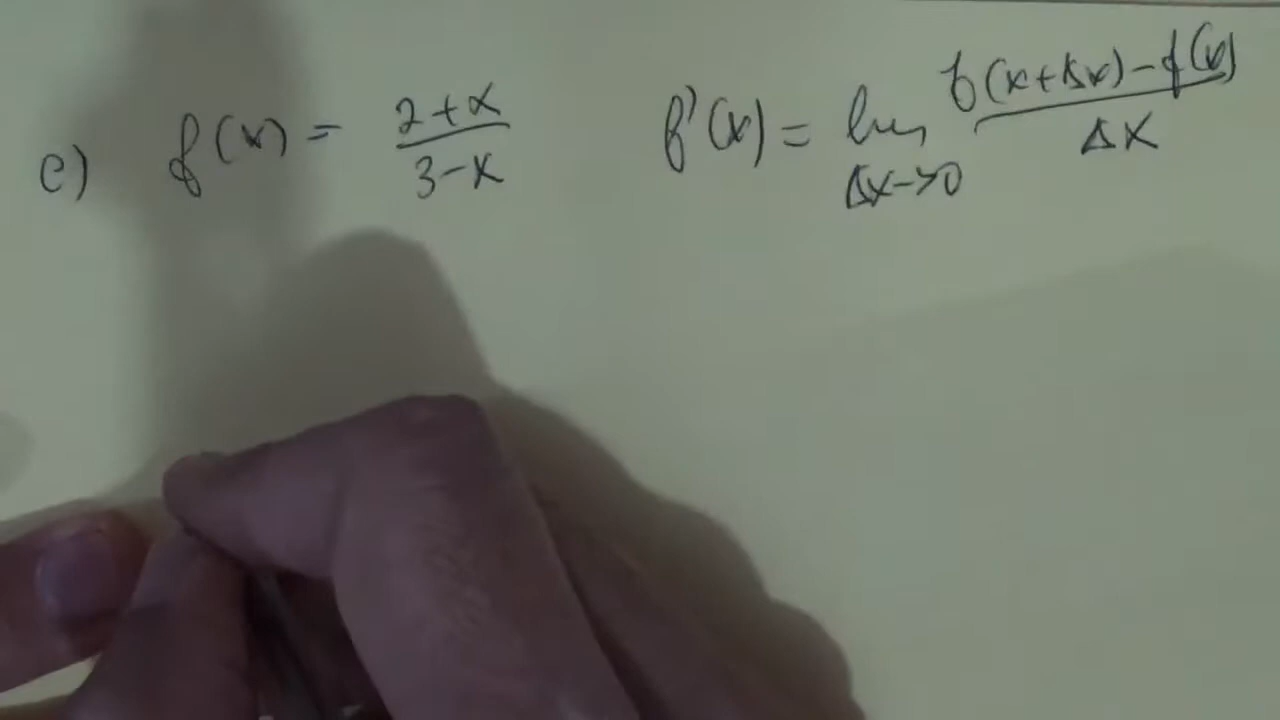 e) f(x) = (2+x)/(3-x)
f'(x) = lim Δx->0 (f(x+Δx)-f(x))/Δx